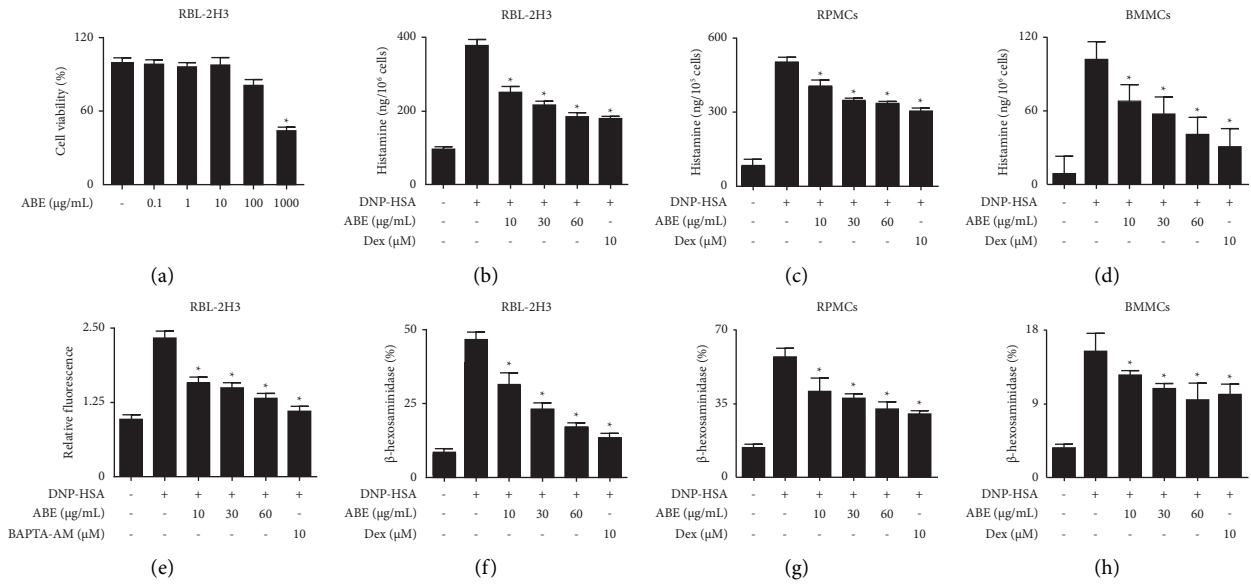 RBL-2H3
Cell viability (%)
120
60
0
ABE (µg/mL) - 0.1 1 10 100 1000
*
(a)
RBL-2H3
Histamine (ng/10⁶ cells)
400
200
0
* * * *
DNP-HSA - + + + + +
ABE (µg/mL) - - 10 30 60 -
Dex (µM) - - - - - 10
(b)
RPMCs
Histamine (ng/10⁵ cells)
600
300
0
* * * *
DNP-HSA - + + + + +
ABE (µg/mL) - - 10 30 60 -
Dex (µM) - - - - - 10
(c)
BMMCs
Histamine (ng/10⁶ cells)
120
60
0
* * * *
DNP-HSA - + + + + +
ABE (µg/mL) - - 10 30 60 -
Dex (µM) - - - - - 10
(d)
RBL-2H3
Relative fluorescence
2.50
1.25
0
* * * *
DNP-HSA - + + + + +
ABE (µg/mL) - - 10 30 60 -
BAPTA-AM (µM) - - - - - 10
(e)
RBL-2H3
β-hexosaminidase (%)
50
25
0
* * * *
DNP-HSA - + + + + +
ABE (µg/mL) - - 10 30 60 -
Dex (µM) - - - - - 10
(f)
RPMCs
β-hexosaminidase (%)
70
35
0
* * * *
DNP-HSA - + + + + +
ABE (µg/mL) - - 10 30 60 -
Dex (µM) - - - - - 10
(g)
BMMCs
β-hexosaminidase (%)
18
9
0
* * * *
DNP-HSA - + + + + +
ABE (µg/mL) - - 10 30 60 -
Dex (µM) - - - - - 10
(h)